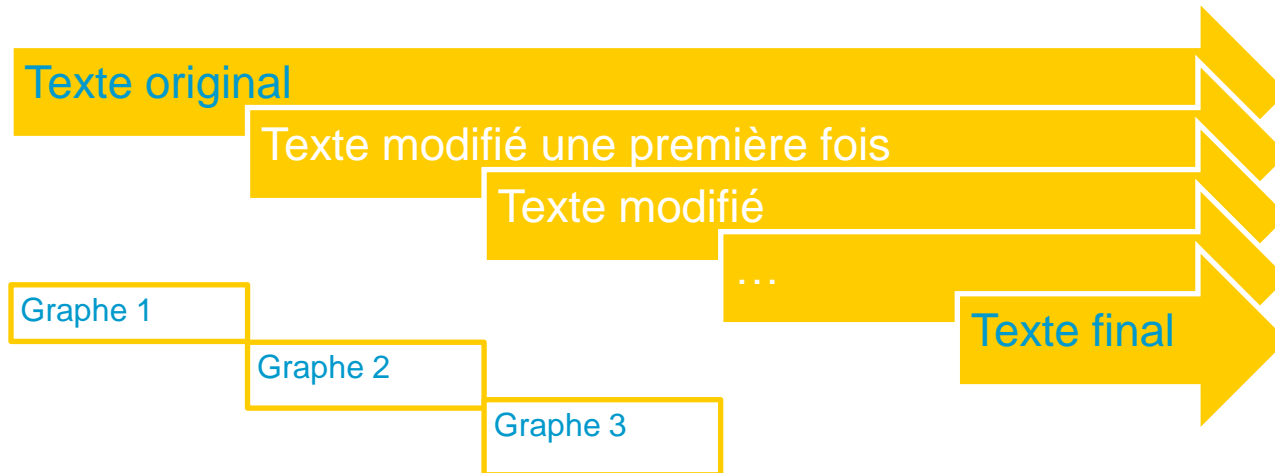 Texte original
Texte modifié une première fois
Texte modifié
…
Texte final
Graphe 1
Graphe 2
Graphe 3